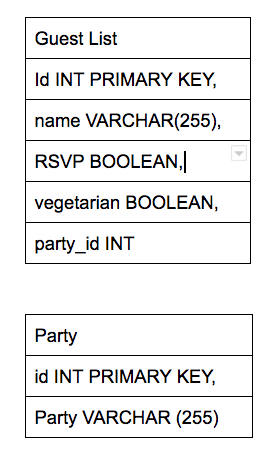 Guest List
Id INT PRIMARY KEY,
name VARCHAR(255),
RSVP BOOLEAN,
vegetarian BOOLEAN,
party_id INT
Party
id INT PRIMARY KEY,
Party VARCHAR (255)